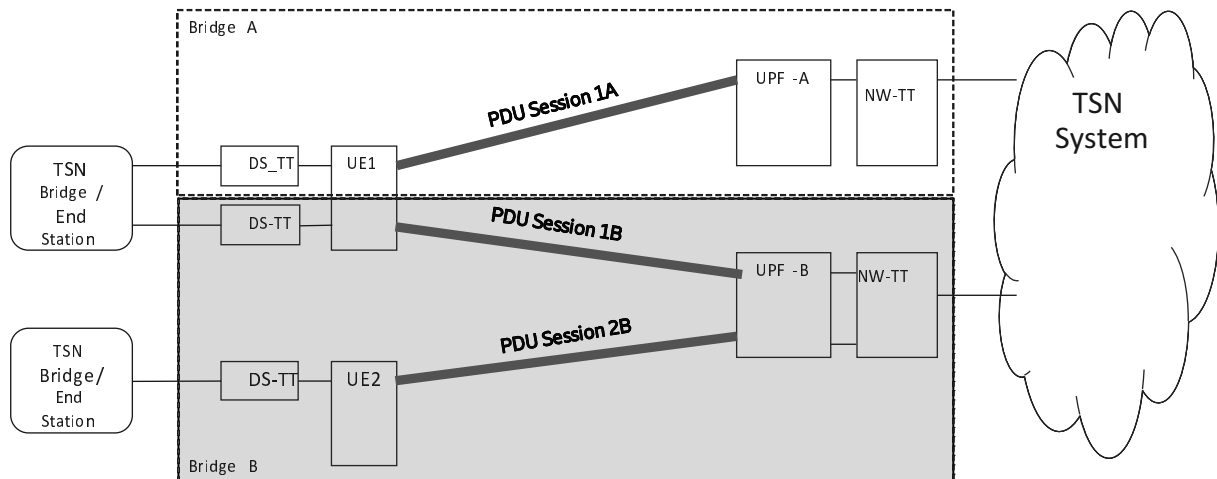 Bridge A
UPF -A
NW-TT
TSN
System
PDU Session 1A
TSN
Bridge /
End
Station
DS_TT
UE1
DS-TT
PDU Session 1B
UPF -B
NW-TT
PDU Session 2B
TSN
Bridge/
End
Station
DS-TT
UE2
Bridge B